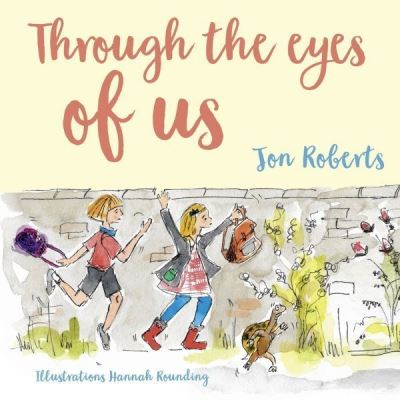 Through the eyes
of us
Jon Roberts
Illustrations Hannah Rounding